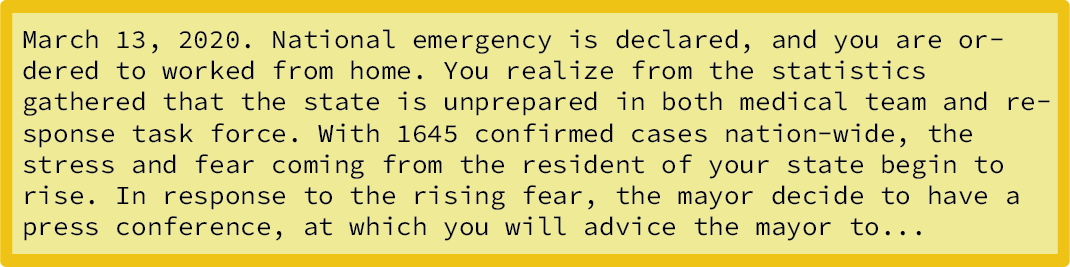 March 13, 2020. National emergency is declared, and you are or-
dered to worked from home. You realize from the statistics
gathered that the state is unprepared in both medical team and re-
sponse task force. With 1645 confirmed cases nation-wide, the
stress and fear coming from the resident of your state begin to
rise. In response to the rising fear, the mayor decide to have a
press conference, at which you will advice the mayor to...